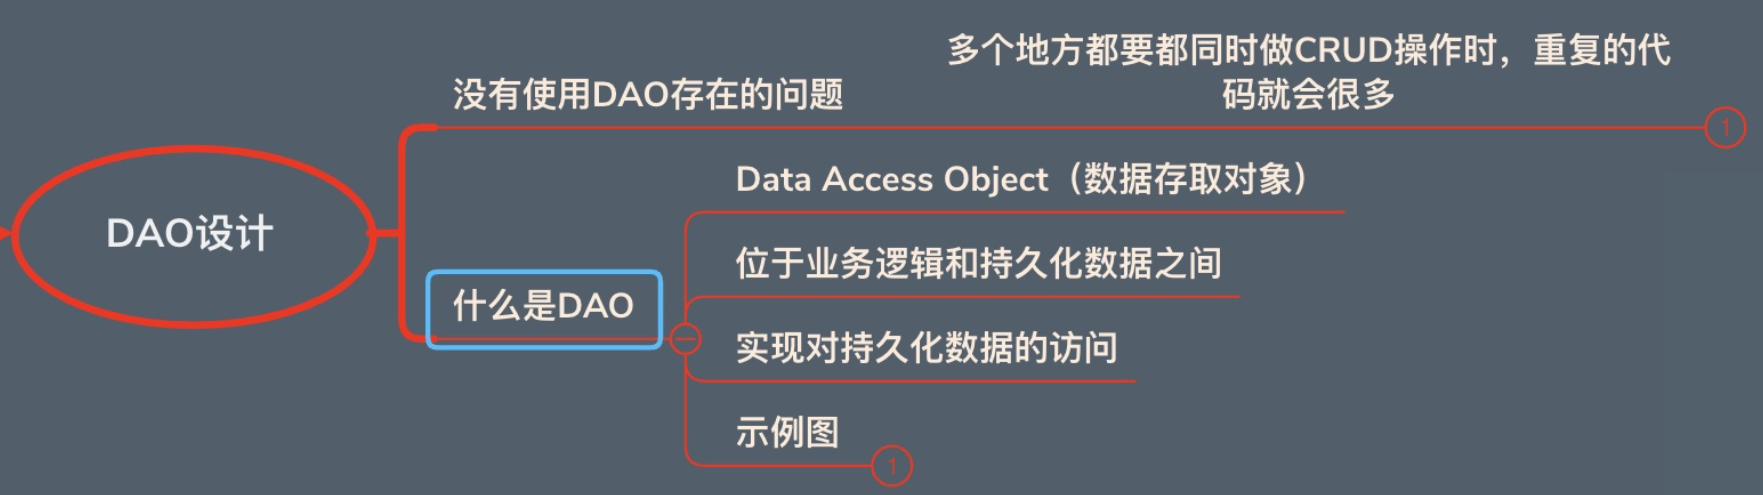 DAO设计
没有使用DAO存在的问题
多个地方都要都同时做CRUD操作时，重复的代
码就会很多
1
什么是DAO
Data Access Object（数据存取对象）
位于业务逻辑和持久化数据之间
实现对持久化数据的访问
示例图
1